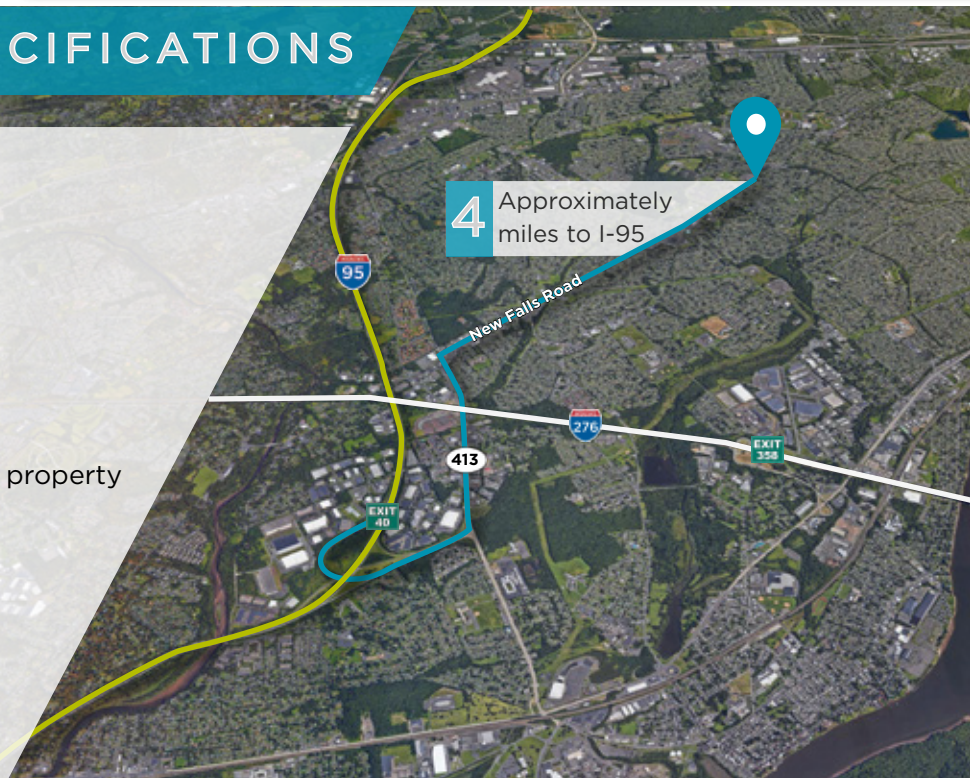 CIFICATIONS
4
Approximately
miles to I-95
95
New Falls Road
276
413
EXIT
358
property
EXIT
40